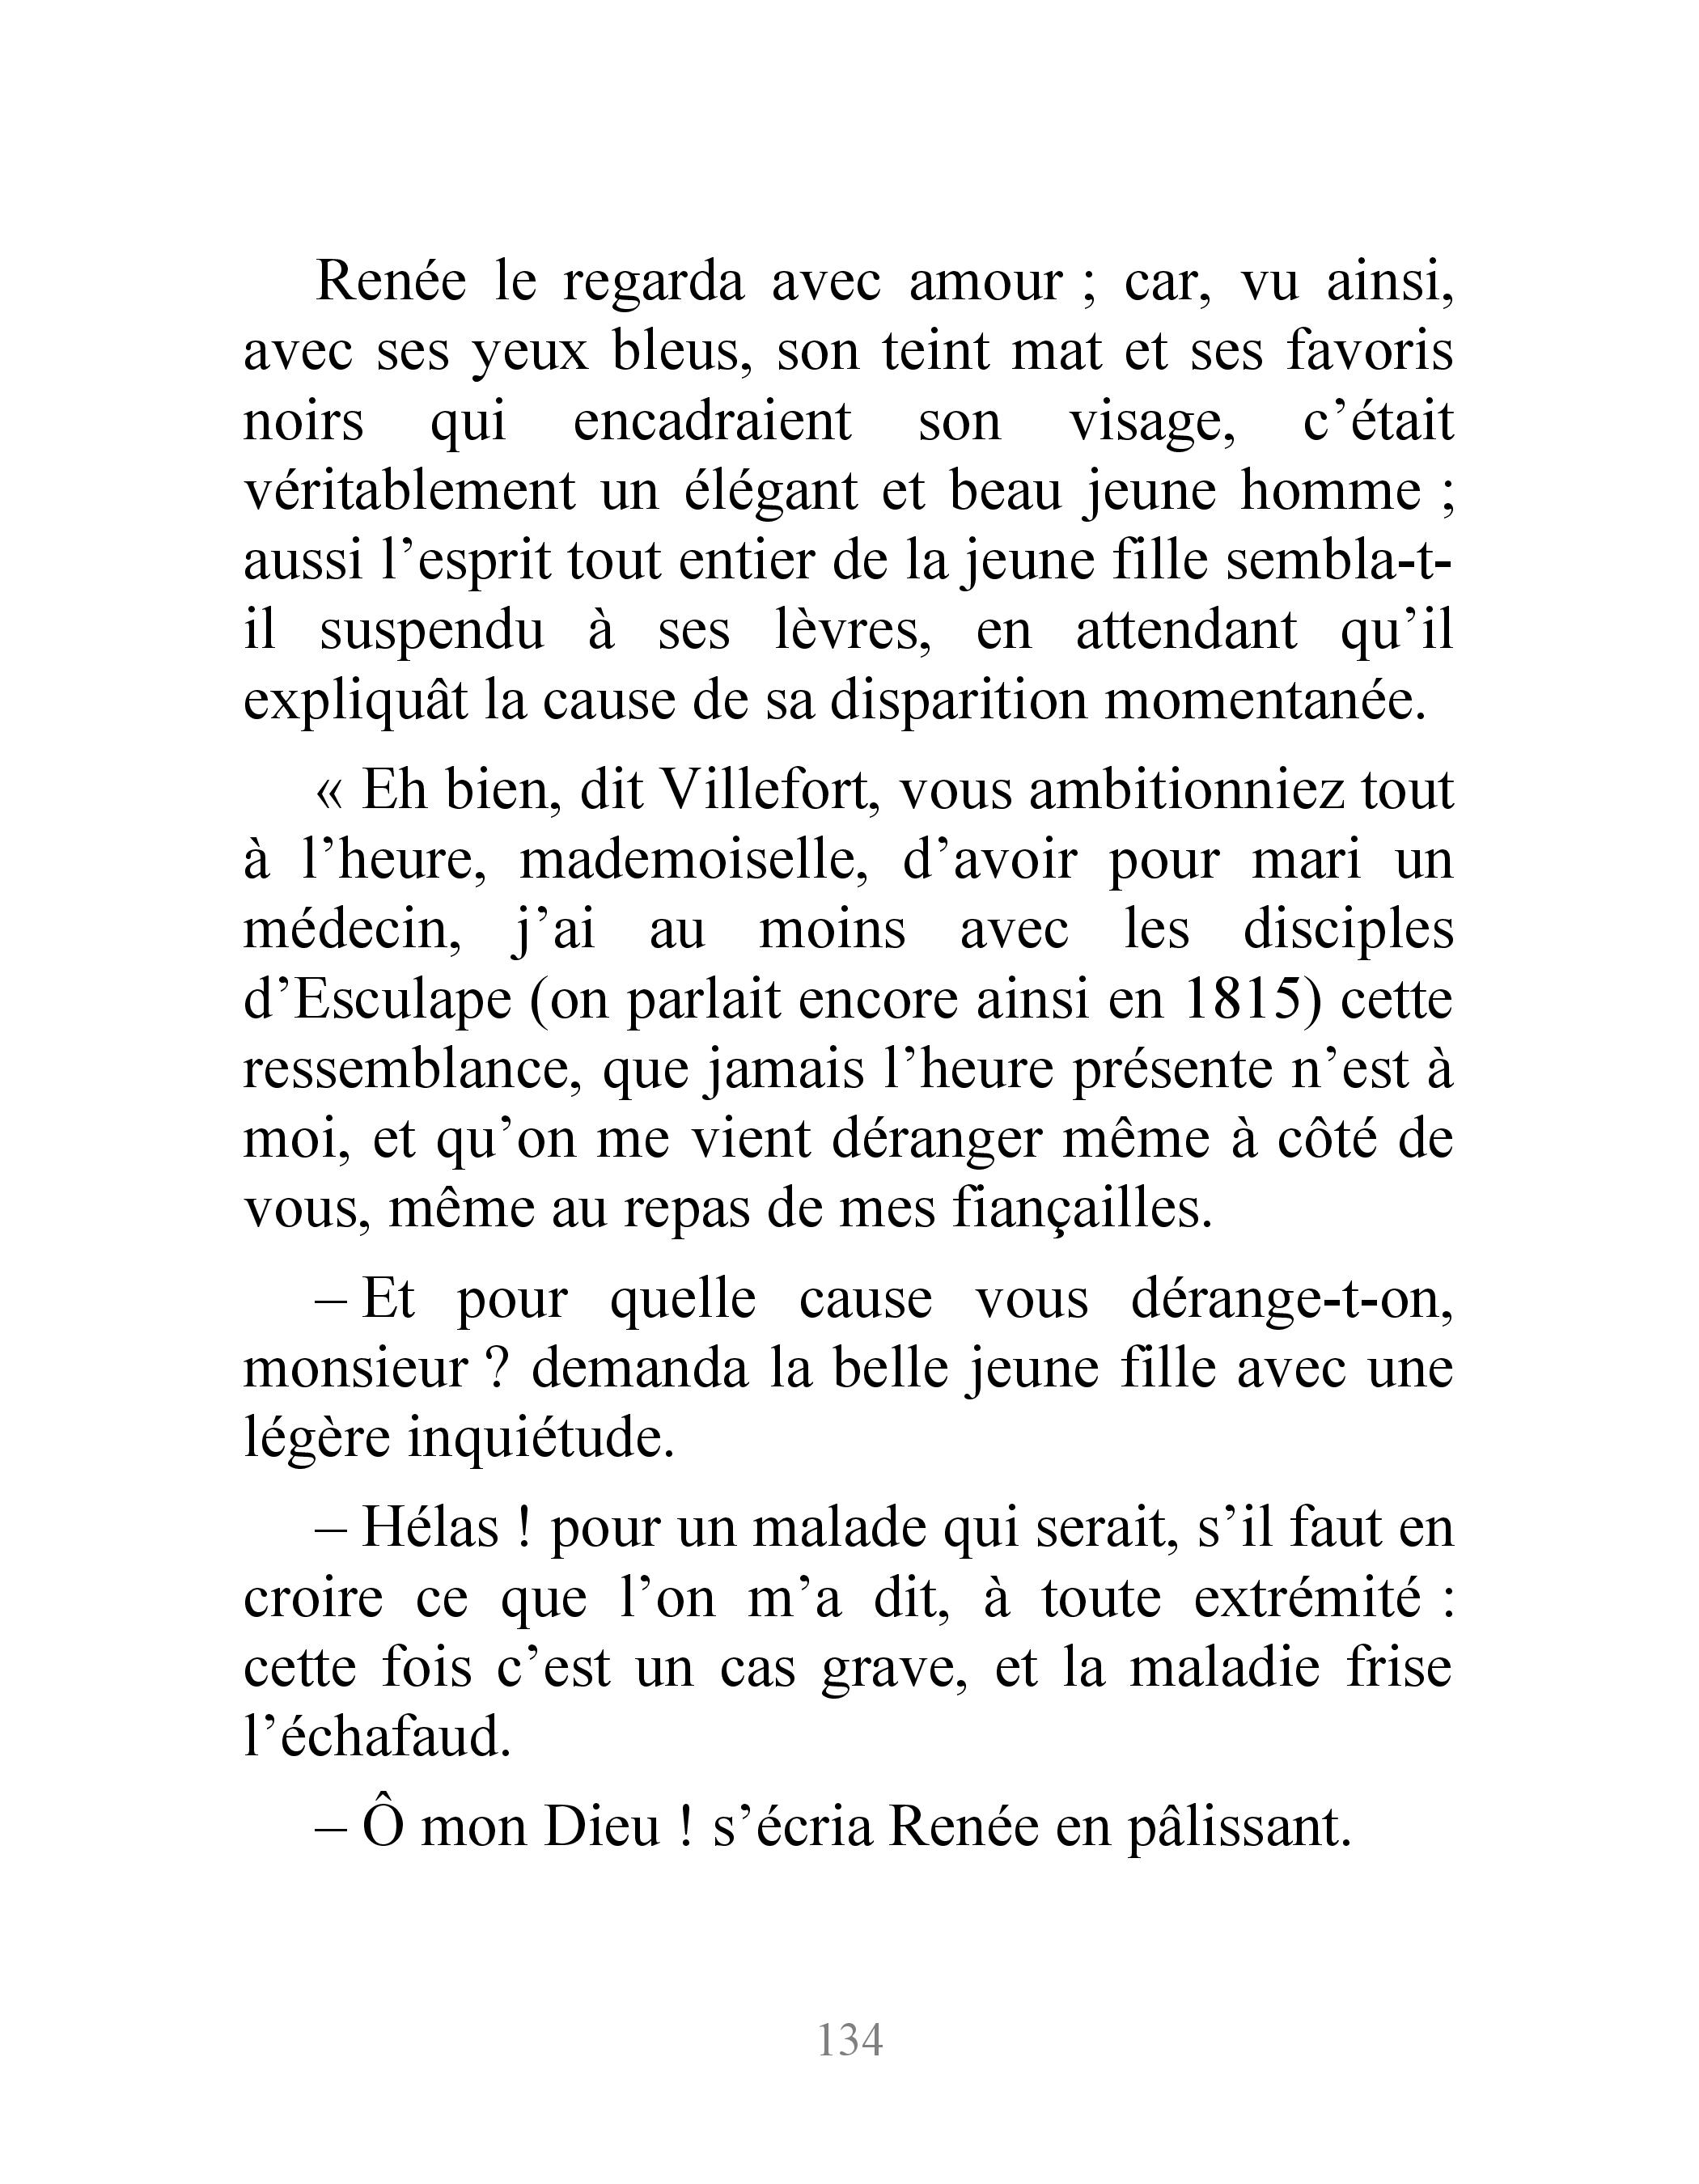 Renée le regarda avec amour ; car, vu ainsi,
avec ses yeux bleus, son teint mat et ses favoris
noirs qui encadraient son visage, c’était
véritablement un élégant et beau jeune homme ;
aussi l’esprit tout entier de la jeune fille sembla-t-
il suspendu à ses lèvres, en attendant qu’il
expliquât la cause de sa disparition momentanée.
« Eh bien, dit Villefort, vous ambitionniez tout
à l’heure, mademoiselle, d’avoir pour mari un
médecin, j’ai au moins avec les disciples
d’Esculape (on parlait encore ainsi en 1815) cette
ressemblance, que jamais l’heure présente n’est à
moi, et qu’on me vient déranger même à côté de
vous, même au repas de mes fiançailles.
– Et pour quelle cause vous dérange-t-on,
monsieur ? demanda la belle jeune fille avec une
légère inquiétude.
– Hélas ! pour un malade qui serait, s’il faut en
croire ce que l’on m’a dit, à toute extrémité :
cette fois c’est un cas grave, et la maladie frise
l’échafaud.
– Ô mon Dieu ! s’écria Renée en pâlissant.
134